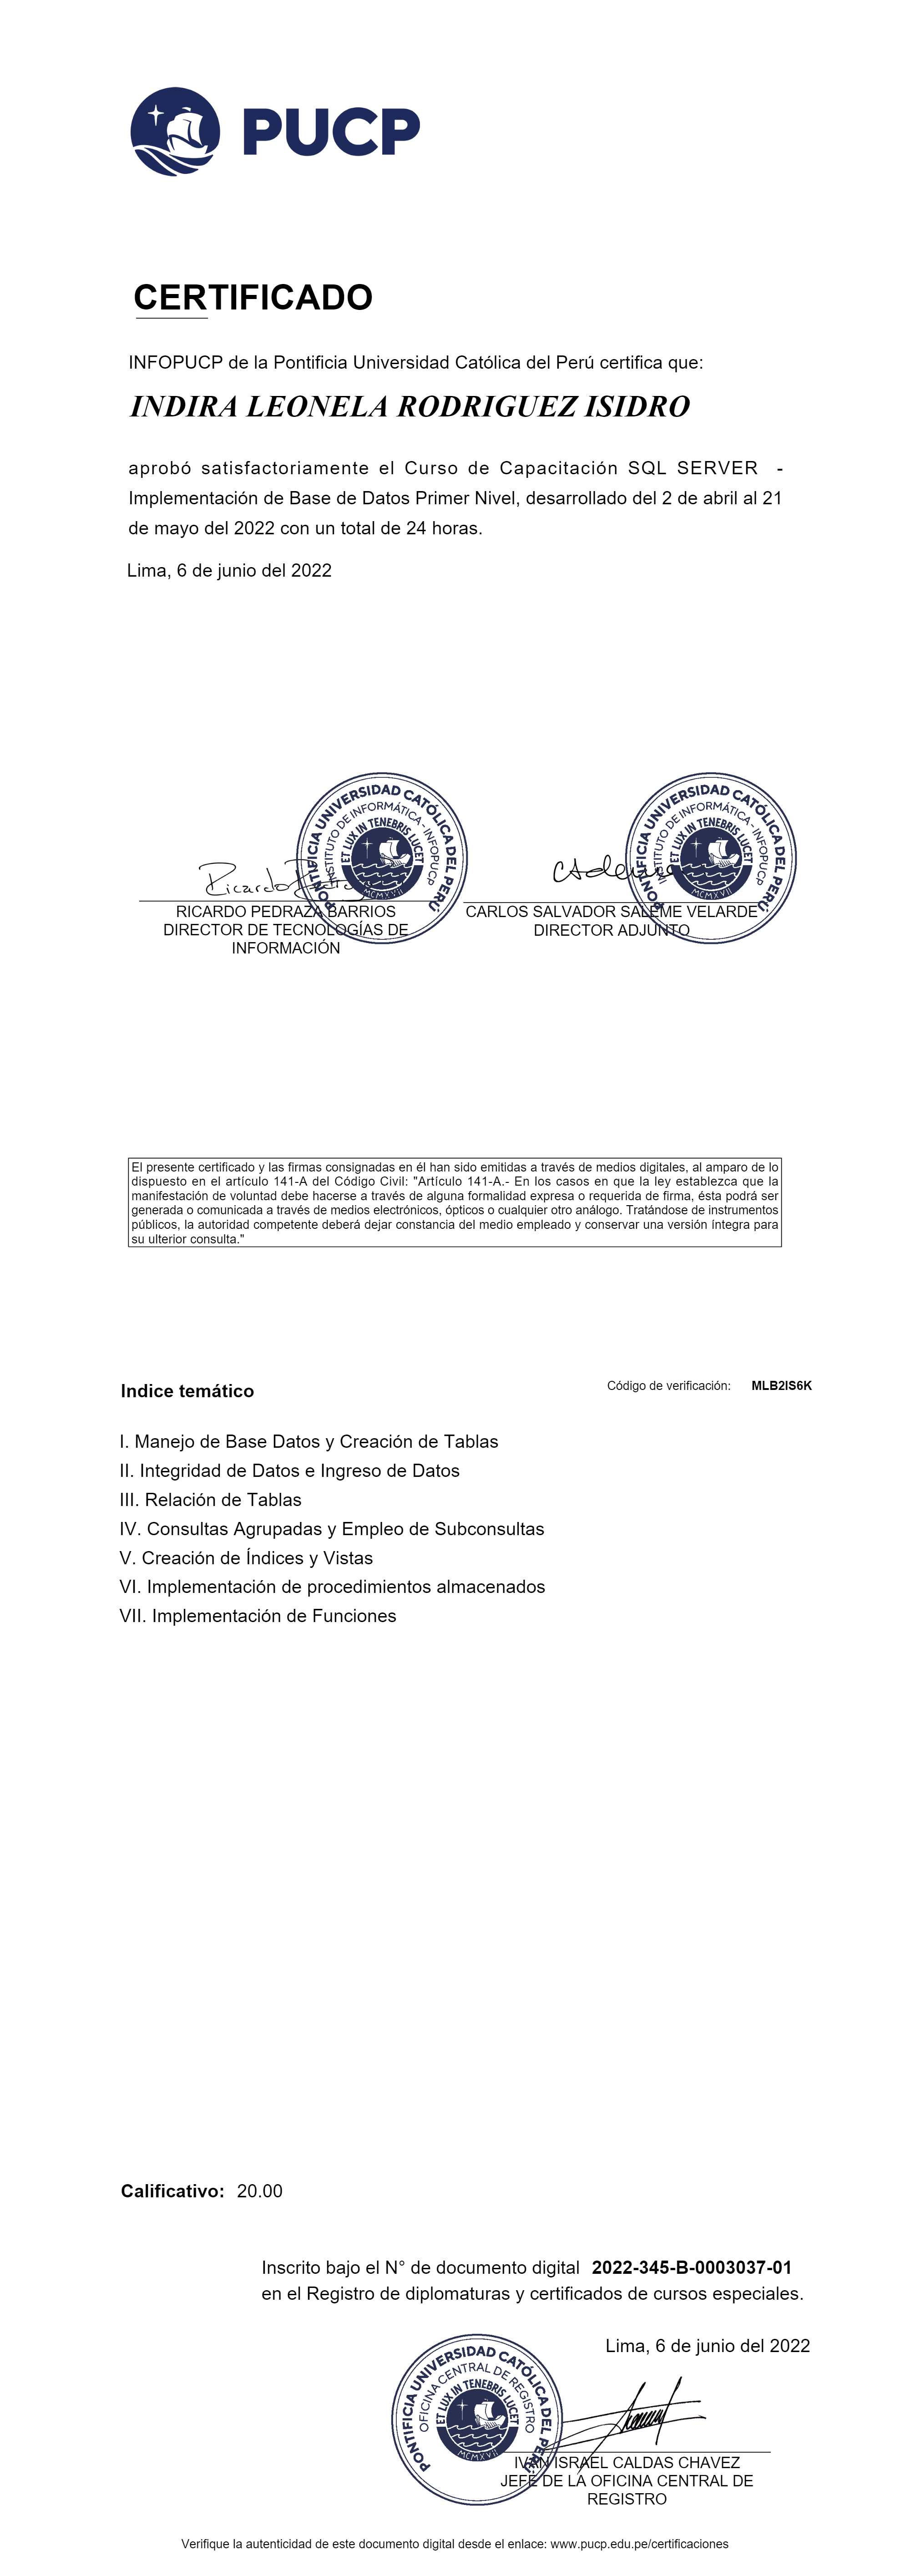 PUCP
CERTIFICADO
INFOPUCP de la Pontificia Universidad Católica del Perú certifica que:
INDIRA LEONELA RODRIGUEZ ISIDRO
aprobó satisfactoriamente el Curso de Capacitación SQL SERVER -
Implementación de Base de Datos Primer Nivel, desarrollado del 2 de abril al 21
de mayo del 2022 con un total de 24 horas.
Lima, 6 de junio del 2022
PONTIFICIA UNIVERSIDAD CATÓLICA DEL PERÚ
INSTITUTO DE INFORMÁTICA - INFOPUCP
ET LUX IN TENEBRIS LUCET
MCMXVII
Ricardo Pedraza
RICARDO PEDRAZA BARRIOS
DIRECTOR DE TECNOLOGÍAS DE
INFORMACIÓN
PONTIFICIA UNIVERSIDAD CATÓLICA DEL PERÚ
INSTITUTO DE INFORMÁTICA - INFOPUCP
ET LUX IN TENEBRIS LUCET
MCMXVII
CARLOS SALVADOR SALEME VELARDE
DIRECTOR ADJUNTO
El presente certificado y las firmas consignadas en él han sido emitidas a través de medios digitales, al amparo de lo
dispuesto en el artículo 141-A del Código Civil: "Artículo 141-A.- En los casos en que la ley establezca que la
manifestación de voluntad debe hacerse a través de alguna formalidad expresa o requerida de firma, ésta podrá ser
generada o comunicada a través de medios electrónicos, ópticos o cualquier otro análogo. Tratándose de instrumentos
públicos, la autoridad competente deberá dejar constancia del medio empleado y conservar una versión íntegra para
su ulterior consulta."
Indice temático
Código de verificación: MLB2IS6K
I. Manejo de Base Datos y Creación de Tablas
II. Integridad de Datos e Ingreso de Datos
III. Relación de Tablas
IV. Consultas Agrupadas y Empleo de Subconsultas
V. Creación de Índices y Vistas
VI. Implementación de procedimientos almacenados
VII. Implementación de Funciones
Calificativo: 20.00
Inscrito bajo el N° de documento digital 2022-345-B-0003037-01
en el Registro de diplomaturas y certificados de cursos especiales.
Lima, 6 de junio del 2022
PONTIFICIA UNIVERSIDAD CATÓLICA DEL PERÚ
OFICINA CENTRAL DE REGISTRO
ET LUX IN TENEBRIS LUCET
MCMXVII
IVAN ISRAEL CALDAS CHAVEZ
JEFE DE LA OFICINA CENTRAL DE
REGISTRO
Verifique la autenticidad de este documento digital desde el enlace: www.pucp.edu.pe/certificaciones